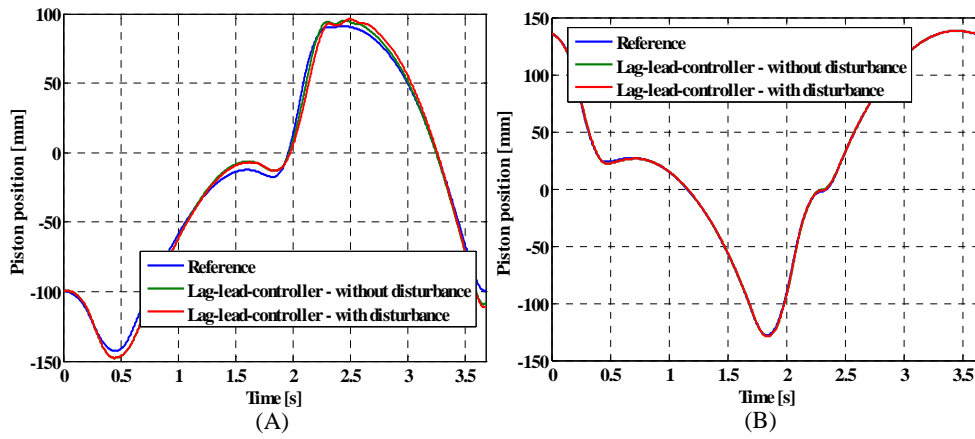 100
50
0
-50
-100
-150
Piston position [mm]
Reference
Lag-lead-controller - without disturbance
Lag-lead-controller - with disturbance
0 0.5 1 1.5 2 2.5 3 3.5
Time [s]
(A)
150
100
50
0
-50
-100
-150
Piston position [mm]
Reference
Lag-lead-controller - without disturbance
Lag-lead-controller - with disturbance
0 0.5 1 1.5 2 2.5 3 3.5
Time [s]
(B)